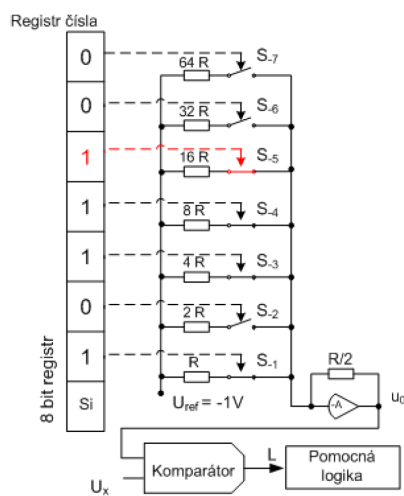 Registr čísla
0
S-7
64 R
0
S-6
32 R
1
S-5
16 R
1
S-4
8 R
1
S-3
4 R
0
S-2
2 R
1
S-1
R
8 bit registr
Si
Uref = -1V
R/2
-A
u0
Komparátor
L
Pomocná
logika
Ux